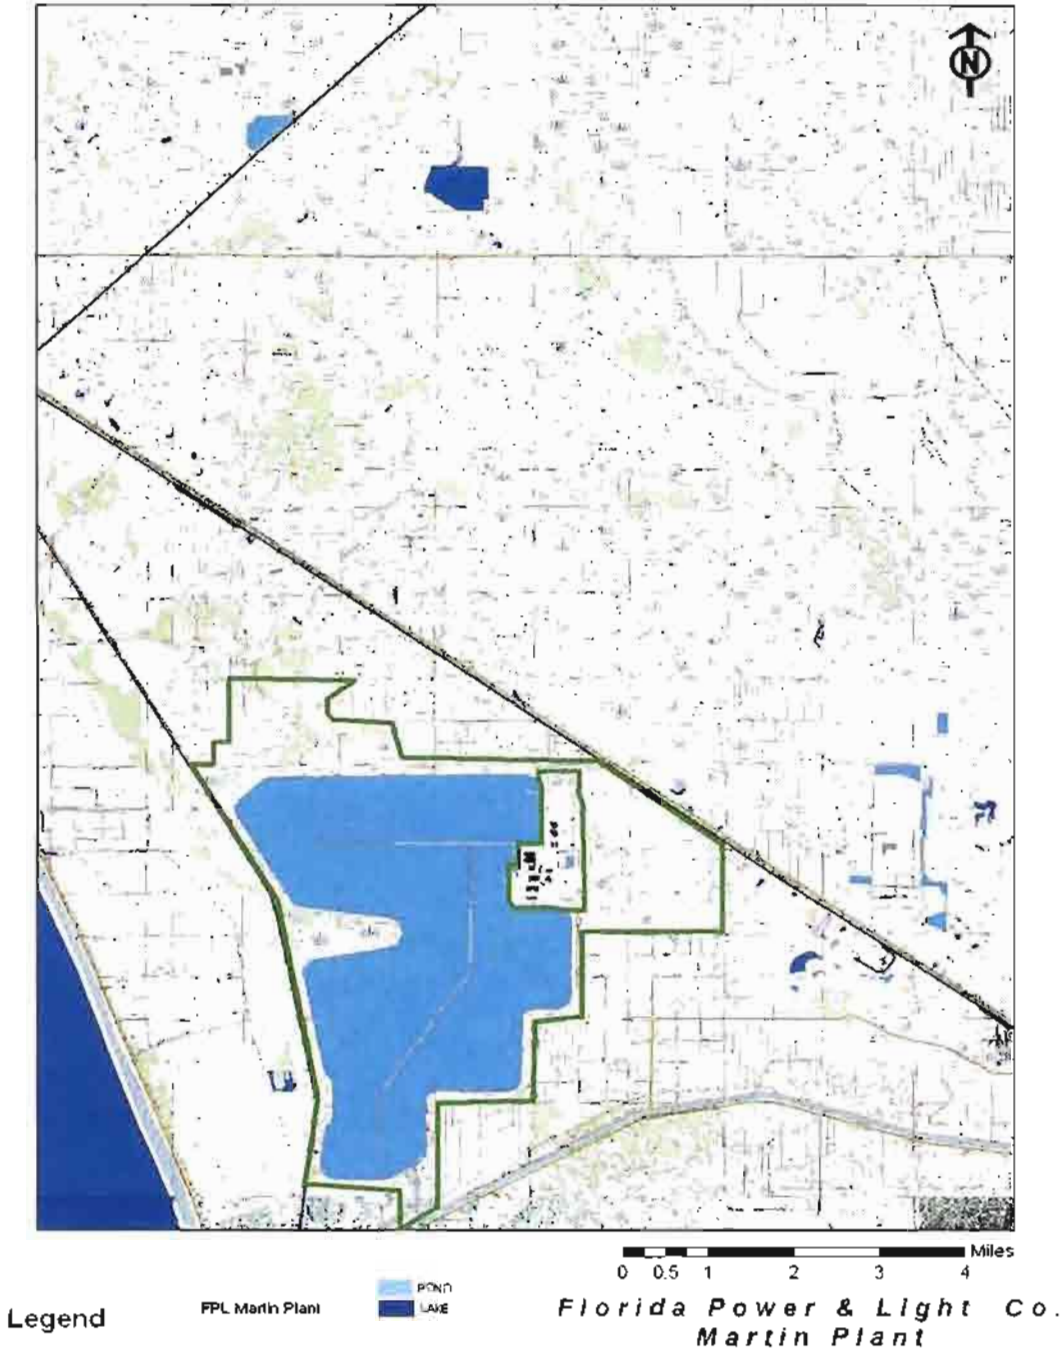 N
Miles
0 0.5 1 2 3 4
POND
LAKE
Legend
FPL Martin Plant
Florida Power & Light Co.
Martin Plant